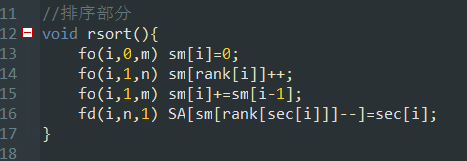 11 //排序部分
12 void rsort(){
13 fo(i,0,m) sm[i]=0;
14 fo(i,1,n) sm[rank[i]]++;
15 fo(i,1,m) sm[i]+=sm[i-1];
16 fd(i,n,1) SA[sm[rank[sec[i]]]--]=sec[i];
17 }
18